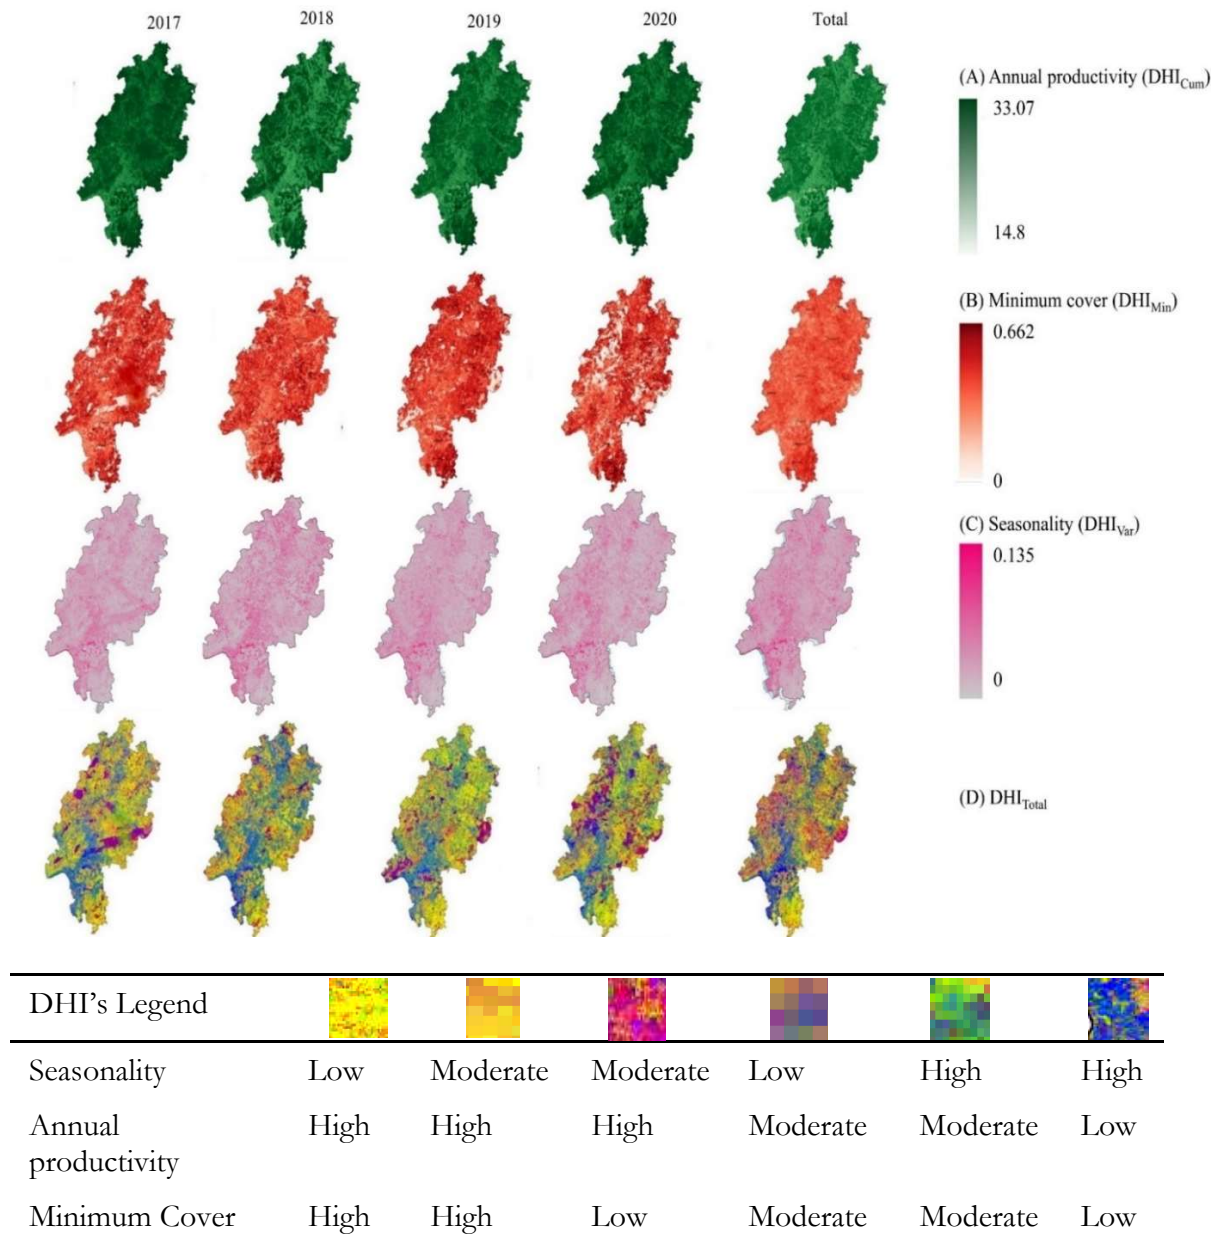 2017 2018 2019 2020 Total
(A) Annual productivity (DHICum)
33.07
14.8
(B) Minimum cover (DHIMin)
0.662
0
(C) Seasonality (DHIVar)
0.135
0
(D) DHITotal
DHI's Legend
Seasonality Low Moderate Moderate Low High High
Annual productivity High High High Moderate Moderate Low
Minimum Cover High High Low Moderate Moderate Low